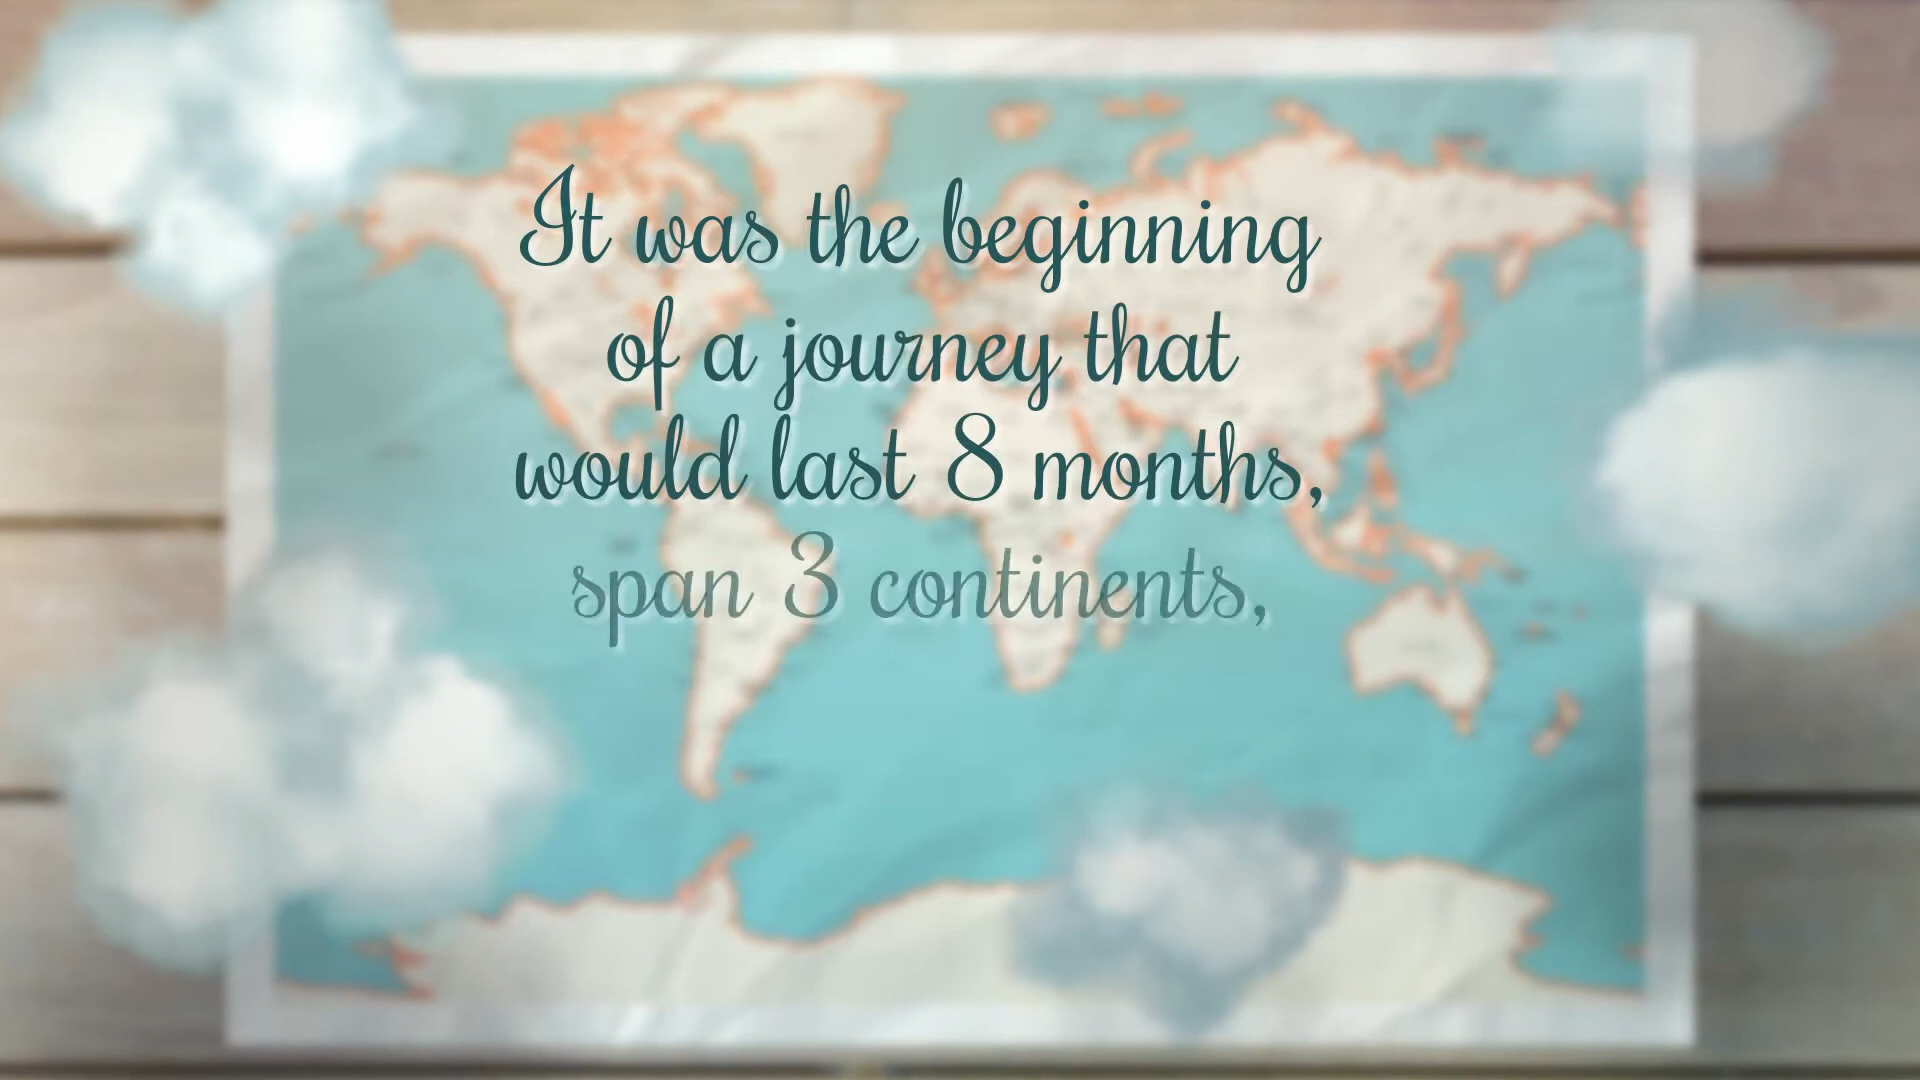 It was the beginning
of a journey that
would last 8 months,
span 3 continents,